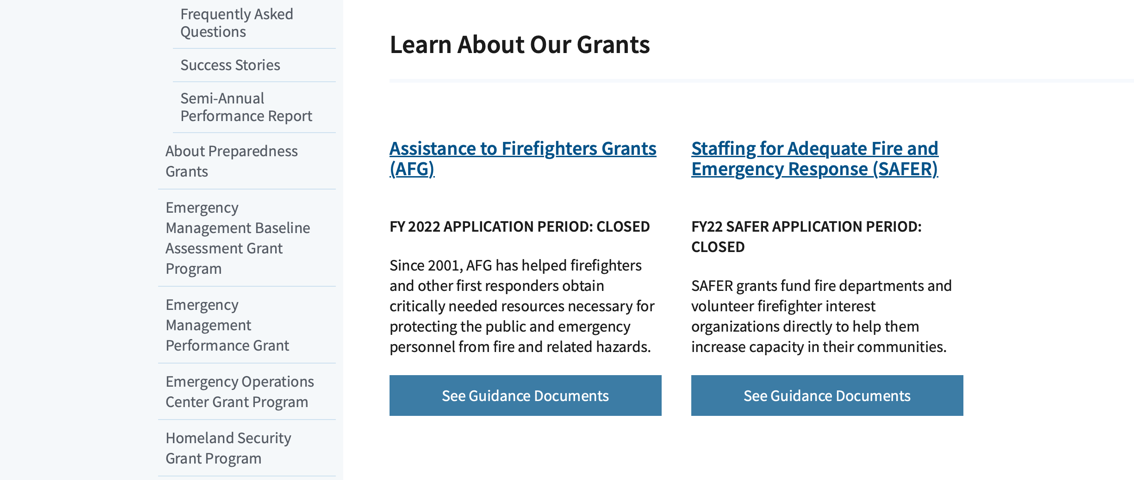 Frequently Asked
Questions
Success Stories
Semi-Annual
Performance Report
About Preparedness
Grants
Emergency
Management Baseline
Assessment Grant
Program
Emergency
Management
Performance Grant
Emergency Operations
Center Grant Program
Homeland Security
Grant Program
Learn About Our Grants
Assistance to Firefighters Grants
(AFG)
FY 2022 APPLICATION PERIOD: CLOSED
Since 2001, AFG has helped firefighters
and other first responders obtain
critically needed resources necessary for
protecting the public and emergency
personnel from fire and related hazards.
See Guidance Documents
Staffing for Adequate Fire and
Emergency Response (SAFER)
FY22 SAFER APPLICATION PERIOD:
CLOSED
SAFER grants fund fire departments and
volunteer firefighter interest
organizations directly to help them
increase capacity in their communities.
See Guidance Documents